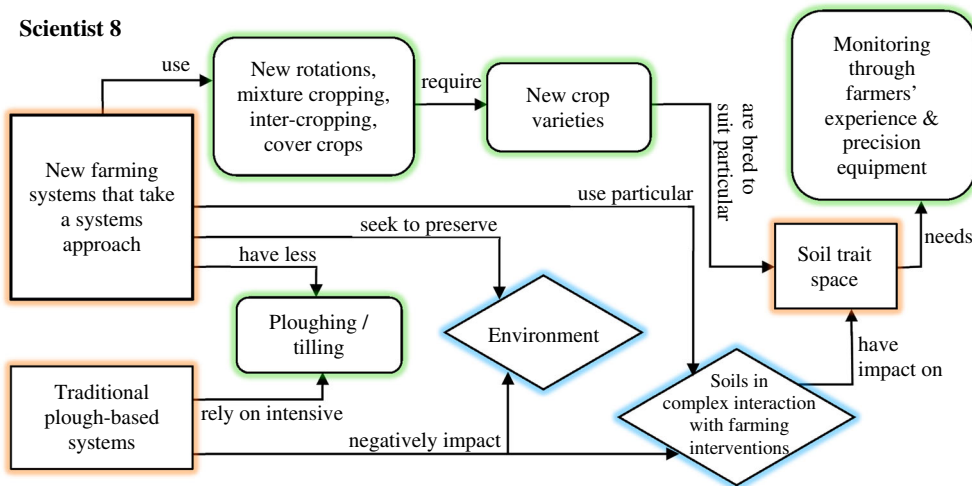 Scientist 8
use
New rotations,
mixture cropping,
inter-cropping,
cover crops
require
New crop
varieties
are bred to
suit particular
Monitoring
through
farmers'
experience &
precision
equipment
New farming
systems that take
a systems
approach
use particular
seek to preserve
have less
needs
Soil trait
space
Ploughing /
tilling
Environment
have
impact on
Traditional
plough-based
systems
rely on intensive
negatively impact
Soils in
complex interaction
with farming
interventions